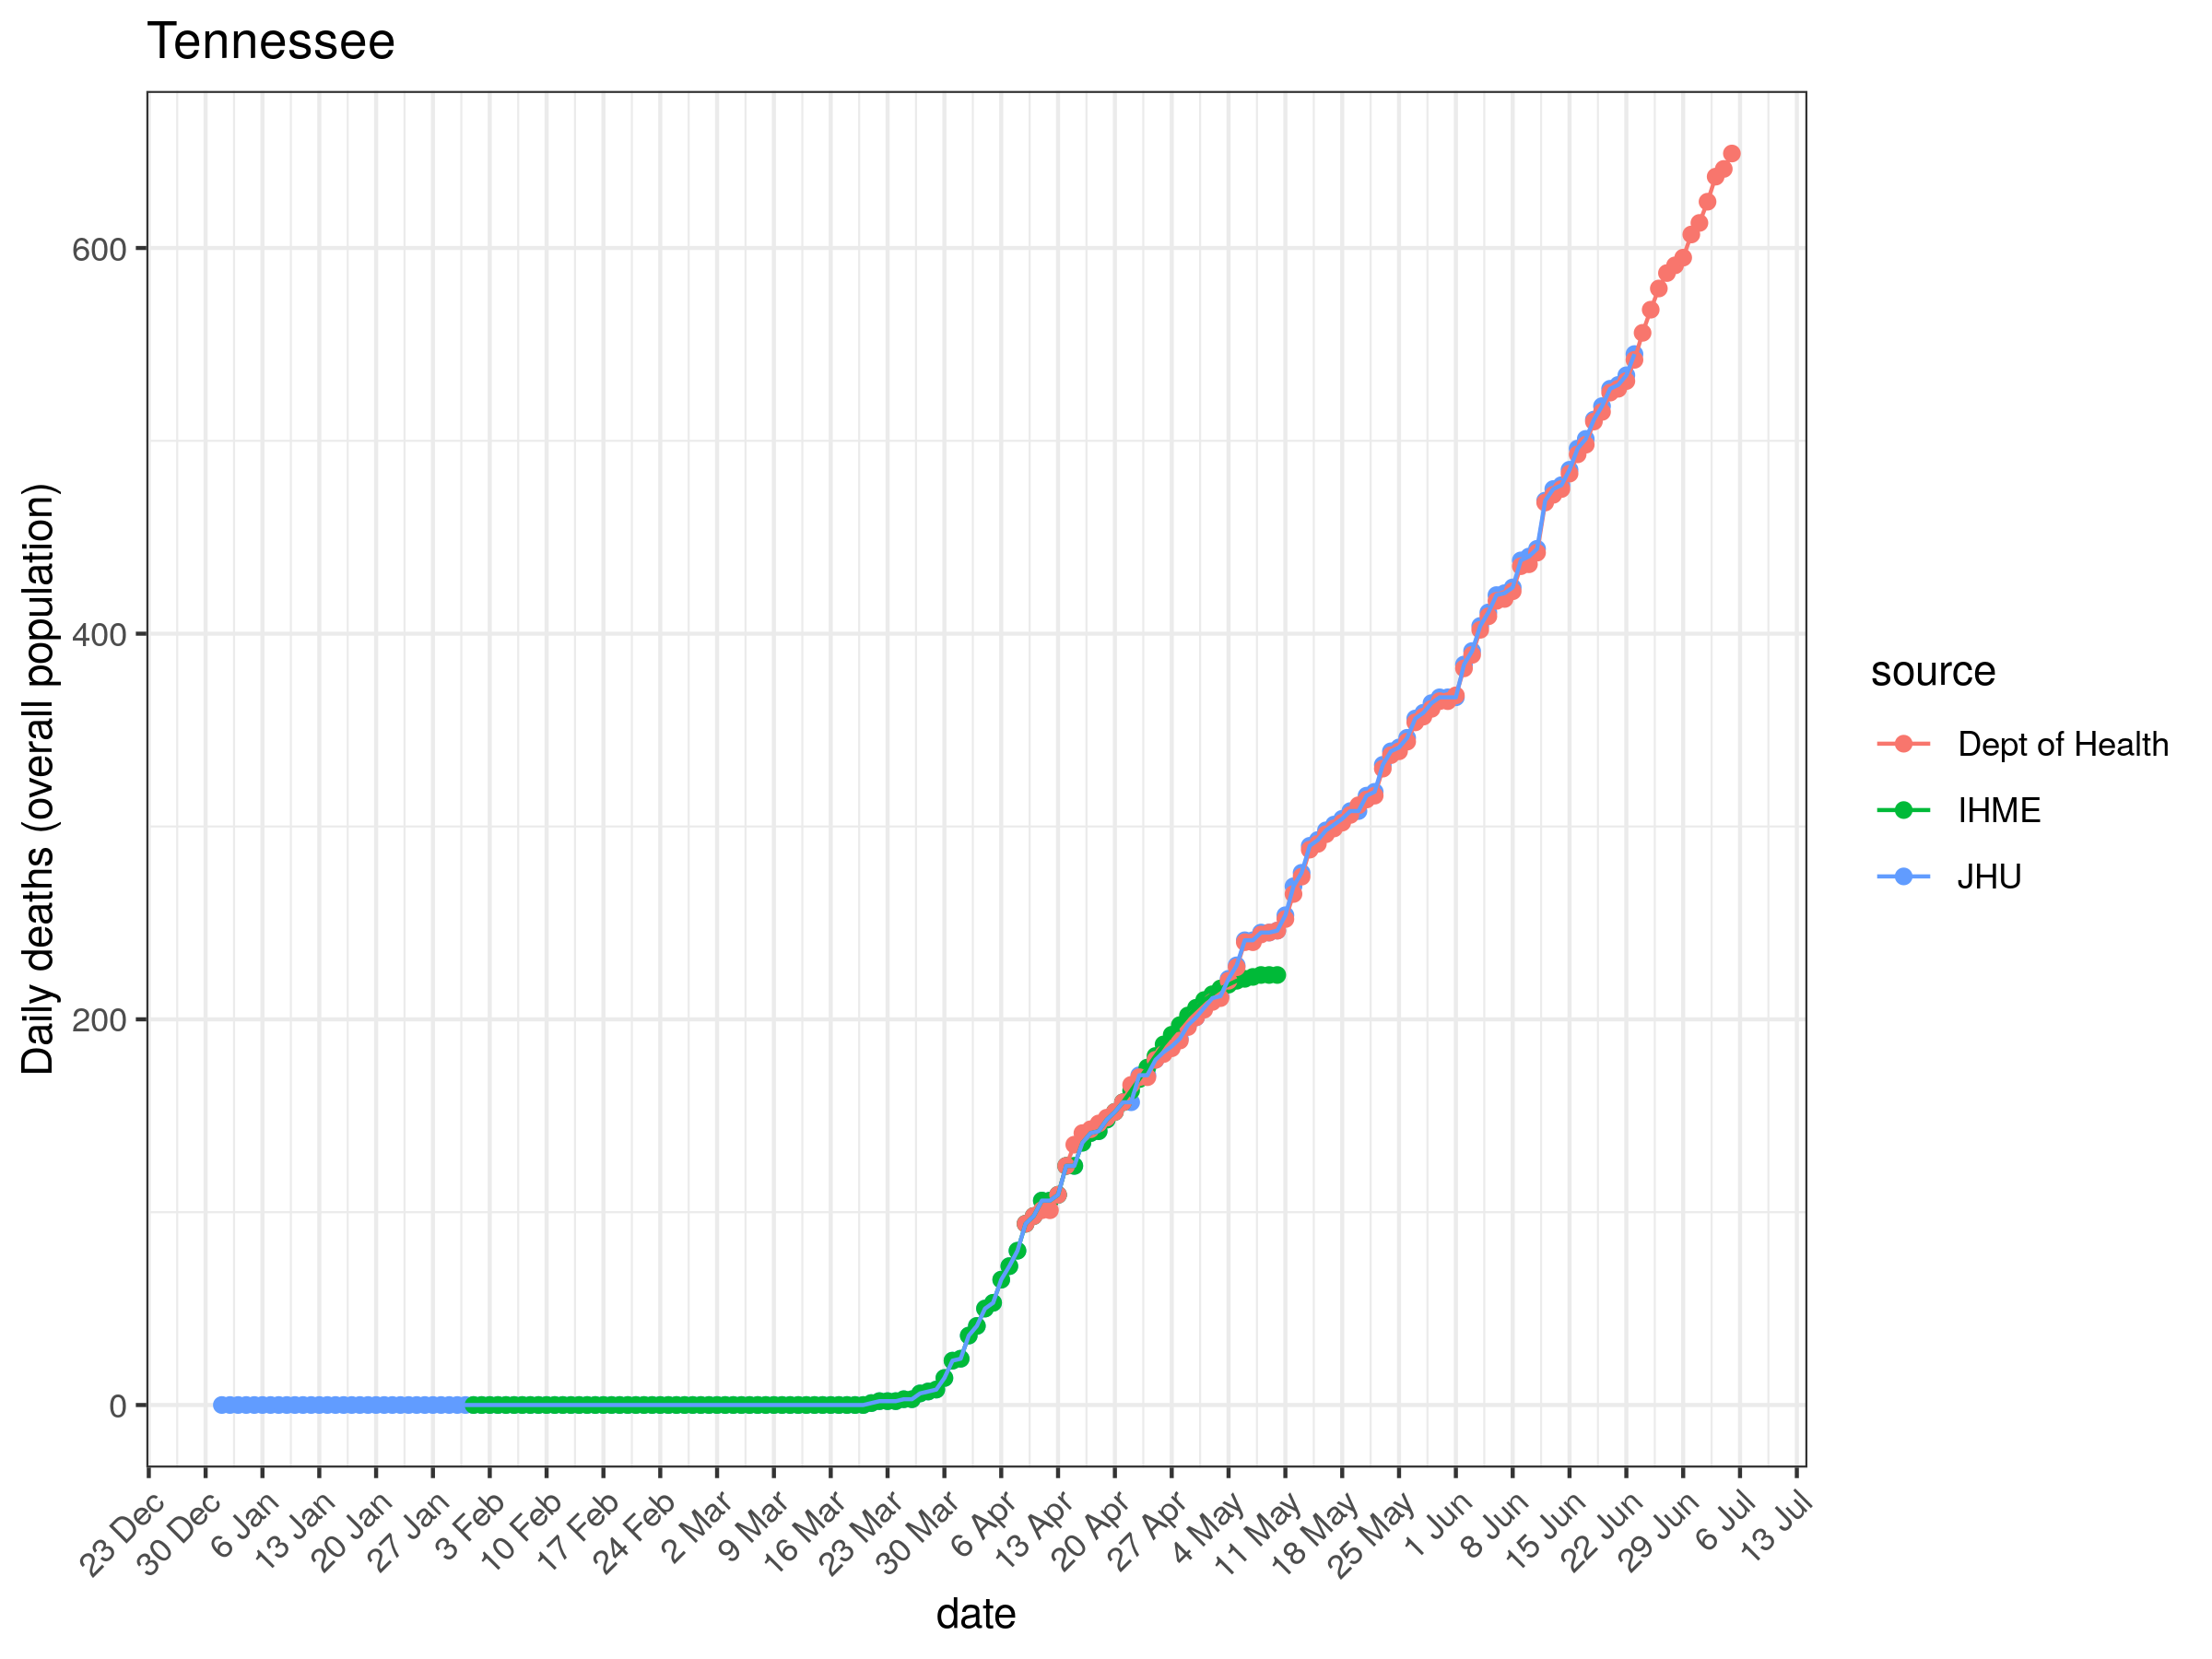 Tennessee
Daily deaths (overall population)
600
400
200
0
23 Dec
30 Dec
6 Jan
13 Jan
20 Jan
27 Jan
3 Feb
10 Feb
17 Feb
24 Feb
2 Mar
9 Mar
16 Mar
23 Mar
30 Mar
6 Apr
13 Apr
20 Apr
27 Apr
4 May
11 May
18 May
25 May
1 Jun
8 Jun
15 Jun
22 Jun
29 Jun
6 Jul
13 Jul
date
source
Dept of Health
IHME
JHU